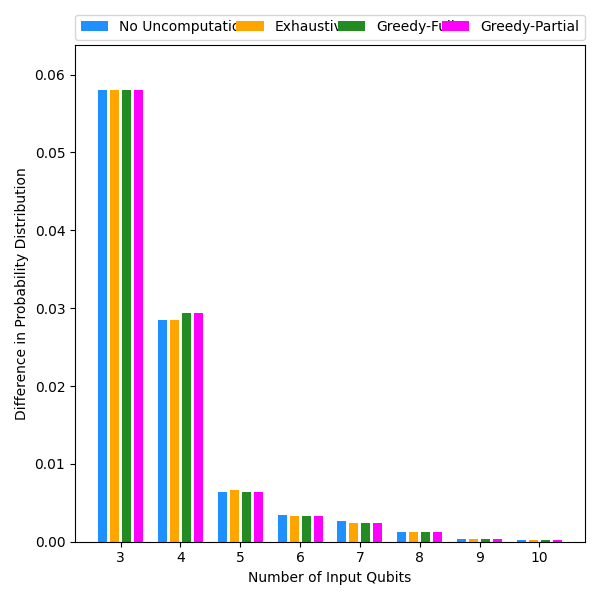 No Uncomputatio Exhaustiv Greedy-Full Greedy-Partial
0.06
0.05
0.04
0.03
0.02
0.01
0.00
Difference in Probability Distribution
3 4 5 6 7 8 9 10
Number of Input Qubits